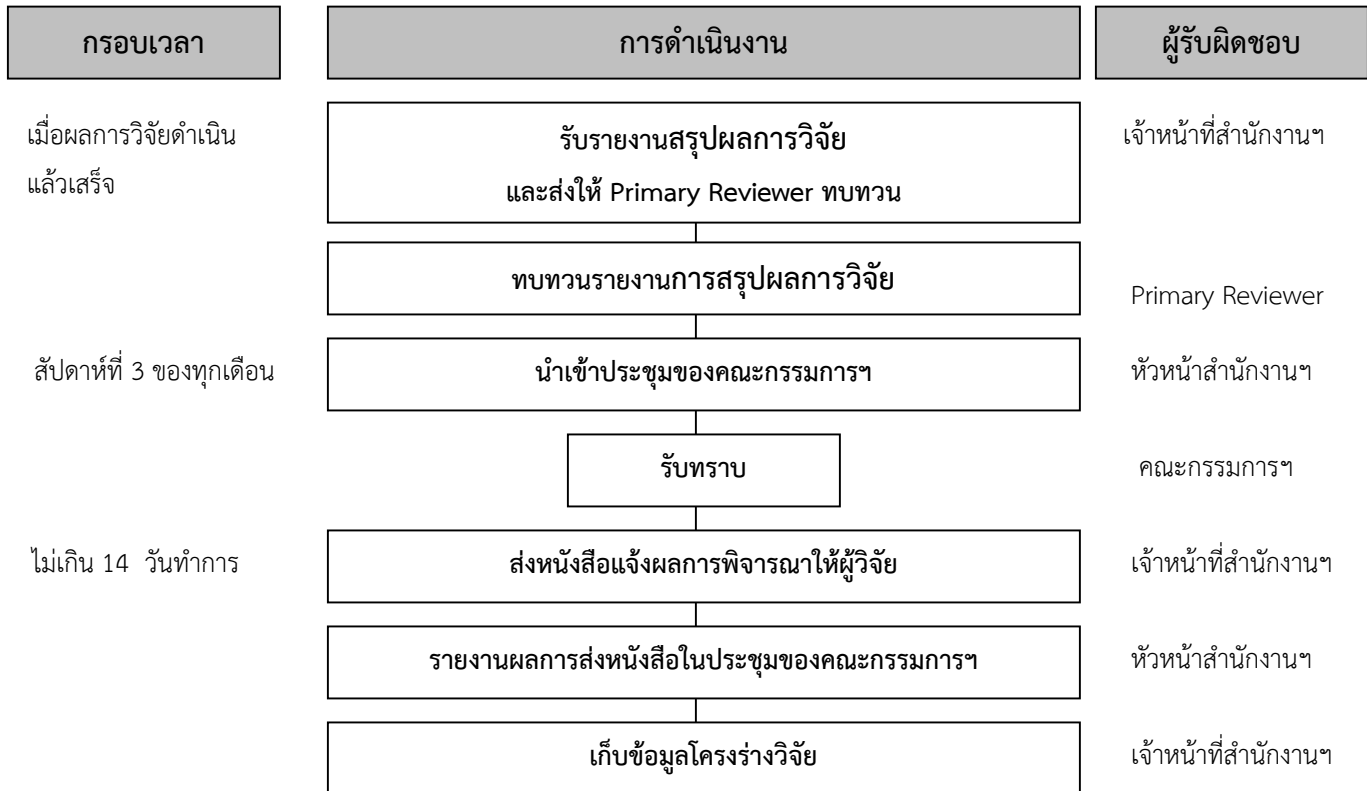 กรอบเวลา
การดำเนินงาน
ผู้รับผิดชอบ
เมื่อผลการวิจัยดำเนิน
แล้วเสร็จ
รับรายงานสรุปผลการวิจัย
และส่งให้ Primary Reviewer ทบทวน
เจ้าหน้าที่สำนักงานฯ
ทบทวนรายงานการสรุปผลการวิจัย
Primary Reviewer
สัปดาห์ที่ 3 ของทุกเดือน
นำเข้าประชุมของคณะกรรมการฯ
หัวหน้าสำนักงานฯ
รับทราบ
คณะกรรมการฯ
ไม่เกิน 14 วันทำการ
ส่งหนังสือแจ้งผลการพิจารณาให้ผู้วิจัย
เจ้าหน้าที่สำนักงานฯ
รายงานผลการส่งหนังสือในประชุมของคณะกรรมการฯ
หัวหน้าสำนักงานฯ
เก็บข้อมูลโครงร่างวิจัย
เจ้าหน้าที่สำนักงานฯ